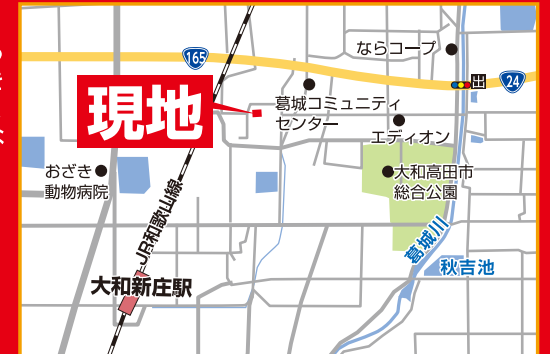 ならコープ
165
24
出
現地
葛城コミュニティ
センター
エディオン
おざき
動物病院
大和高田市
総合公園
JR和歌山線
葛城川
大和新庄駅
秋吉池